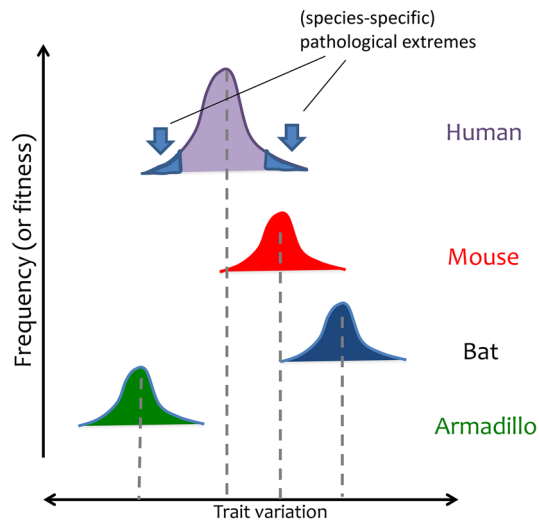 (species-specific)
pathological extremes
Human
Mouse
Bat
Armadillo
Frequency (or fitness)
Trait variation